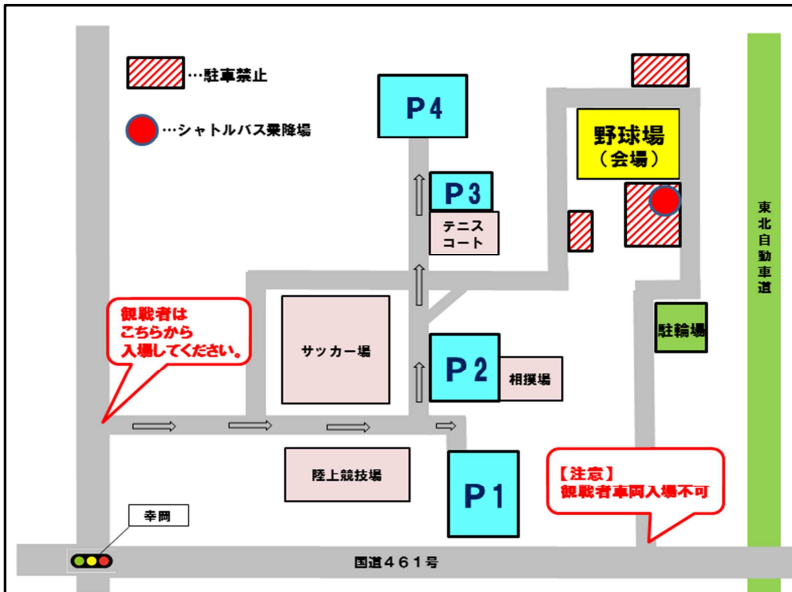 …駐車禁止
…シャトルバス乗降場
P4
野球場
（会場）
P3
テニス
コート
東北自動車道
観戦者は
こちらから
入場してください。
サッカー場
駐輪場
P2
相撲場
陸上競技場
P1
【注意】
観戦者車両入場不可
幸岡
国道461号